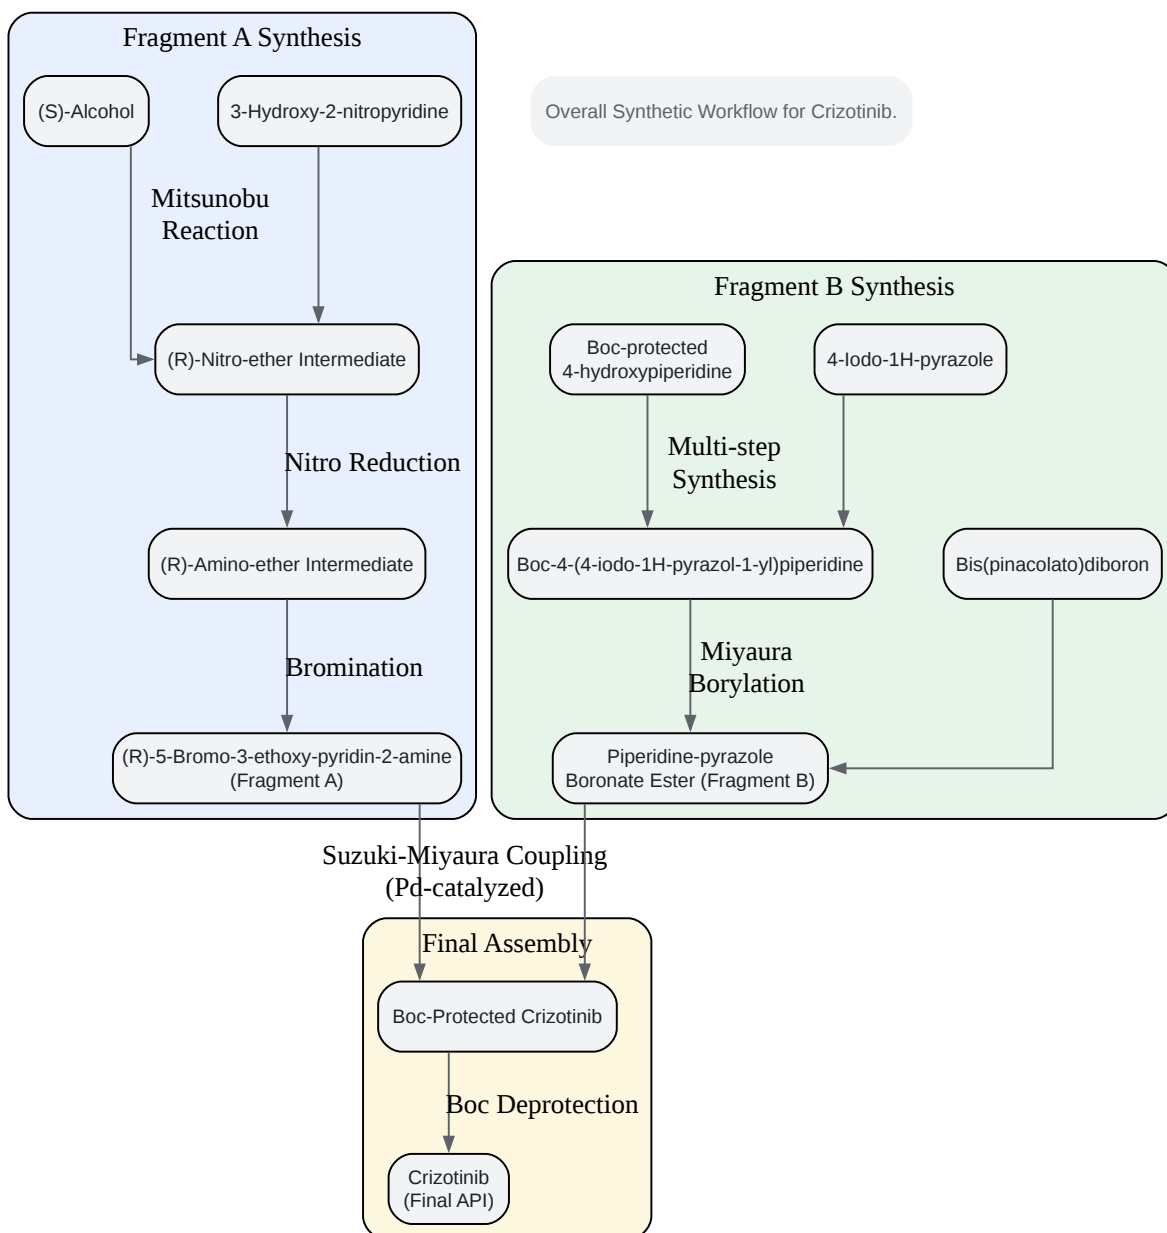 Fragment A Synthesis
(S)-Alcohol
3-Hydroxy-2-nitropyridine
Overall Synthetic Workflow for Crizotinib.
Mitsunobu
Reaction
(R)-Nitro-ether Intermediate
Nitro Reduction
(R)-Amino-ether Intermediate
Bromination
(R)-5-Bromo-3-ethoxy-pyridin-2-amine
(Fragment A)
Fragment B Synthesis
Boc-protected
4-hydroxypiperidine
4-Iodo-1H-pyrazole
Multi-step
Synthesis
Boc-4-(4-iodo-1H-pyrazol-1-yl)piperidine
Bis(pinacolato)diboron
Miyaura
Borylation
Piperidine-pyrazole
Boronate Ester (Fragment B)
Suzuki-Miyaura Coupling
(Pd-catalyzed)
Final Assembly
Boc-Protected Crizotinib
Boc Deprotection
Crizotinib
(Final API)